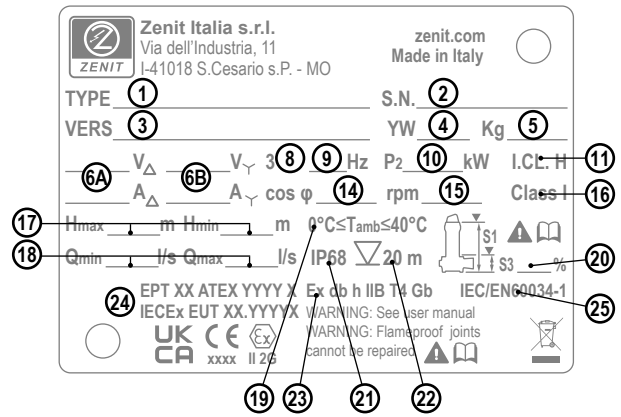 Zenit Italia s.r.l.
Via dell'Industria, 11
I-41018 S.Cesario s.P. - MO
ZENIT
zenit.com
Made in Italy
TYPE 1 S.N. 2
VERS 3 YW 4 Kg 5
6A V△ 6B V 3 8 9 Hz P2 10 kW I.CL. H 11
A△ A cos φ 14 rpm 15 Class I 16
17 Hmax m Hmin m 0°C≤Tamb≤40°C S1
18 Qmin l/s Qmax l/s IP68 20 m S3 % 20
24 EPT XX ATEX YYYY X Ex db h IIB T4 Gb IEC/EN60034-1 25
IECEx EUT XX.YYYYX WARNING: See user manual
UK CA CE Ex WARNING: Flameproof joints
xxxx II 2G cannot be repaired
19 23 21 22